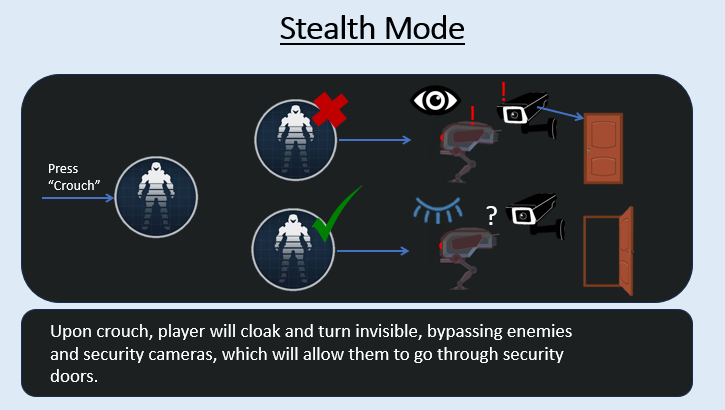 Stealth Mode
Press
“Crouch”
!
!
?
Upon crouch, player will cloak and turn invisible, bypassing enemies
and security cameras, which will allow them to go through security
doors.